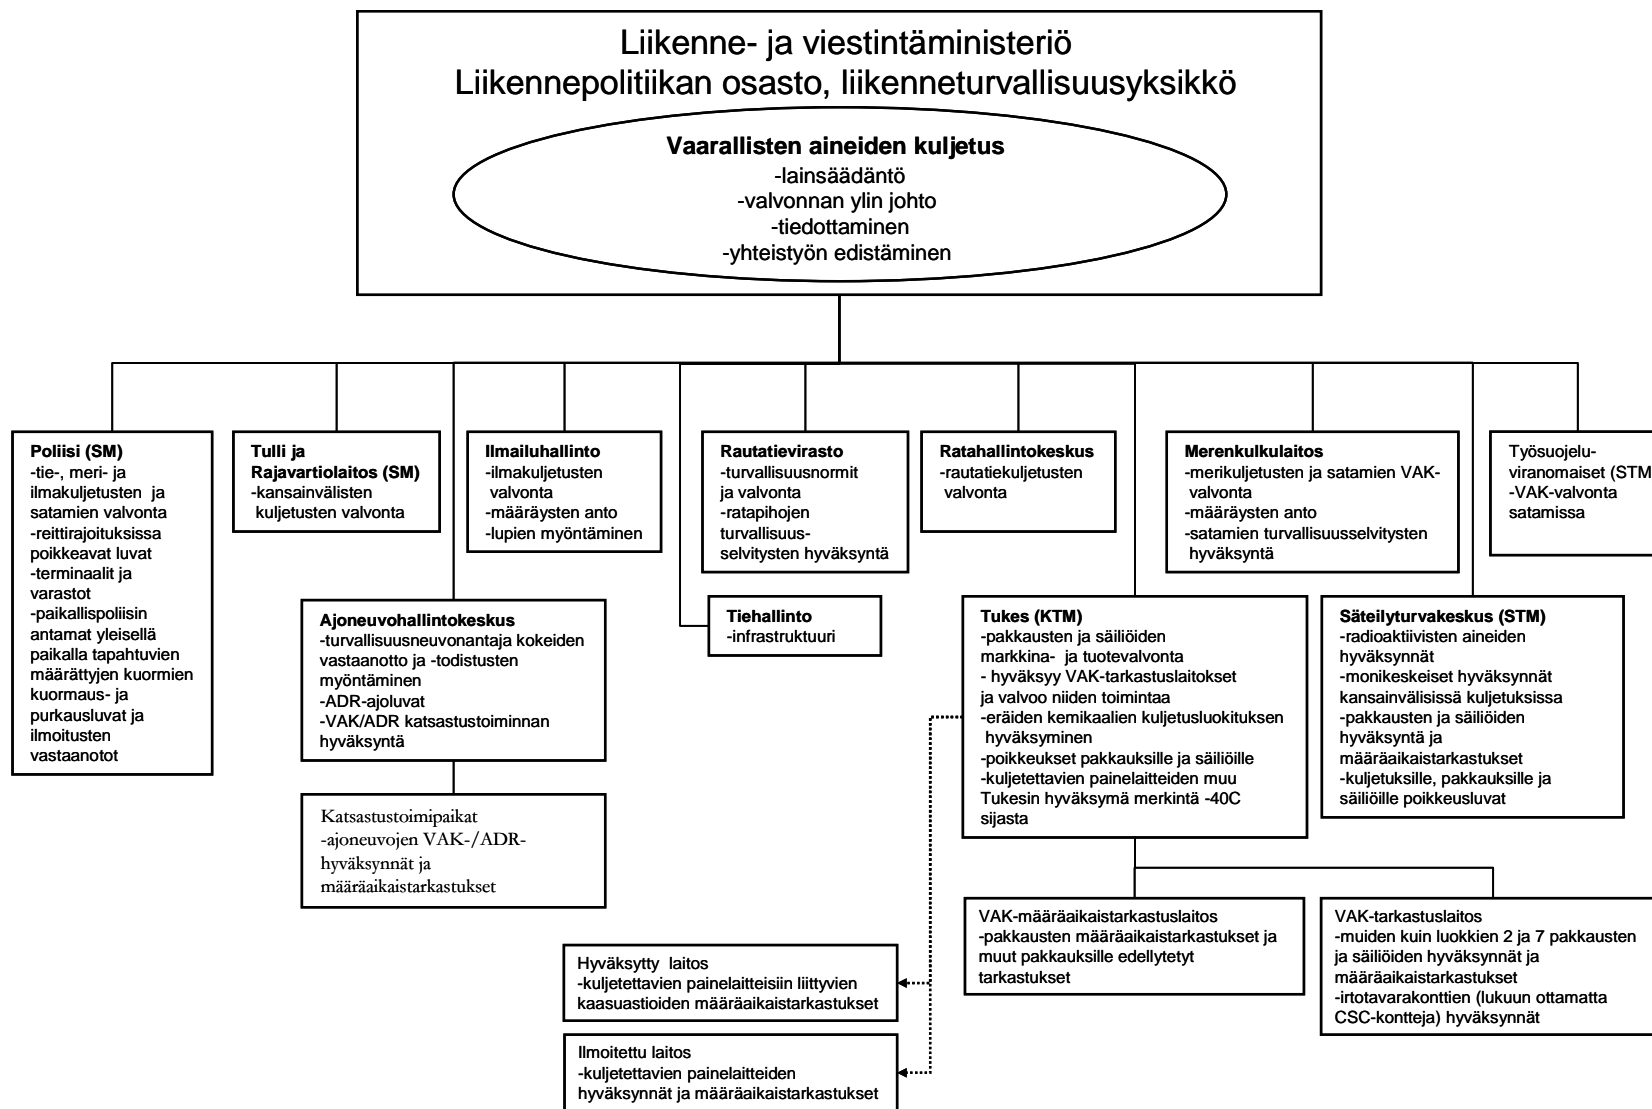 Liikenne- ja viestintäministeriö
Liikennepolitiikan osasto, liikenneturvallisuusyksikkö
Vaarallisten aineiden kuljetus
-lainsäädäntö
-valvonnan ylin johto
-tiedottaminen
-yhteistyön edistäminen
Poliisi (SM)
-tie-, meri- ja
ilmakuljetusten ja
satamien valvonta
-reittirajoituksissa
poikkeavat luvat
-terminaalit ja
varastot
-paikallispoliisin
antamat yleisellä
paikalla tapahtuvien
määrättyjen kuormien
kuormaus- ja
purkausluvat ja
ilmoitusten
vastaanotot
Tulli ja
Rajavartiolaitos (SM)
-kansainvälisten
kuljetusten valvonta
Ilmailuhallinto
-ilmakuljetusten
valvonta
-määräysten anto
-lupien myöntäminen
Rautatievirasto
-turvallisuusnormit
ja valvonta
-ratapihojen
turvallisuus-
selvitysten hyväksyntä
Ratahallintokeskus
-rautatiekuljetusten
valvonta
Merenkulkulaitos
-merikuljetusten ja satamien VAK-
valvonta
-määräysten anto
-satamien turvallisuusselvitysten
hyväksyntä
Työsuojelu-
viranomaiset (STM
-VAK-valvonta
satamissa
Ajoneuvohallintokeskus
-turvallisuusneuvonantaja kokeiden
vastaanotto ja -todistusten
myöntäminen
-ADR-ajoluvat
-VAK/ADR katsastustoiminnan
hyväksyntä
Tiehallinto
-infrastruktuuri
Tukes (KTM)
-pakkausten ja säiliöiden
markkina- ja tuotevalvonta
- hyväksyy VAK-tarkastuslaitokset
ja valvoo niiden toimintaa
-eräiden kemikaalien kuljetusluokituksen
hyväksyminen
-poikkeukset pakkauksille ja säiliöille
-kuljetettavien painelaitteiden muu
Tukesin hyväksymä merkintä -40C
sijasta
Säteilyturvakeskus (STM)
-radioaktiivisten aineiden
hyväksynnät
-monikeskeiset hyväksynnät
kansainvälisissä kuljetuksissa
-pakkausten ja säiliöiden
hyväksyntä ja
määräaikaistarkastukset
-kuljetuksille, pakkauksille ja
säiliöille poikkeusluvat
Katsastustoimipaikat
-ajoneuvojen VAK-/ADR-
hyväksynnät ja
määräaikaistarkastukset
VAK-määräaikaistarkastuslaitos
-pakkausten määräaikaistarkastukset ja
muut pakkauksille edellytetyt
tarkastukset
VAK-tarkastuslaitos
-muiden kuin luokkien 2 ja 7 pakkausten
ja säiliöiden hyväksynnät ja
määräaikaistarkastukset
-irtotavarakonttien (lukuun ottamatta
CSC-kontteja) hyväksynnät
Hyväksytty laitos
-kuljetettavien painelaitteisiin liittyvien
kaasuastioiden määräaikaistarkastukset
Ilmoitettu laitos
-kuljetettavien painelaitteiden
hyväksynnät ja määräaikaistarkastukset